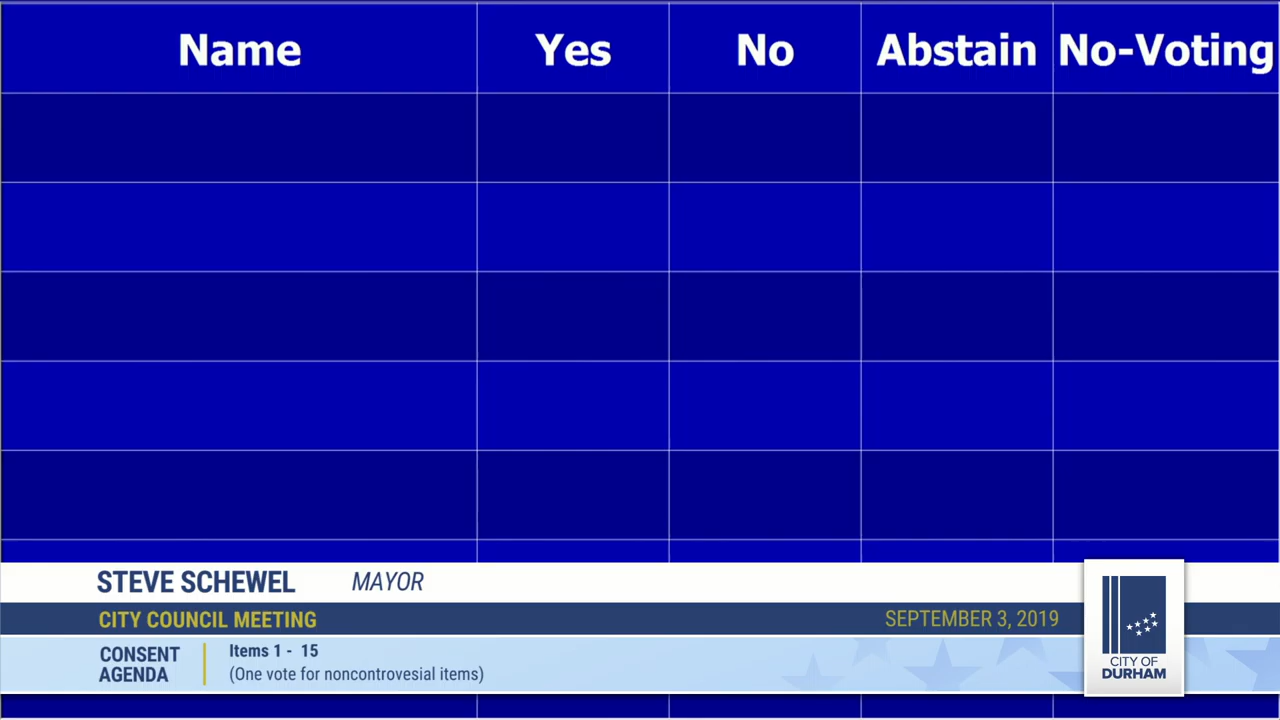 Name Yes No Abstain No-Voting
STEVE SCHEWEL MAYOR
CITY COUNCIL MEETING SEPTEMBER 3, 2019
CONSENT AGENDA
Items 1 - 15
(One vote for noncontrovesial items)
CITY OF
DURHAM